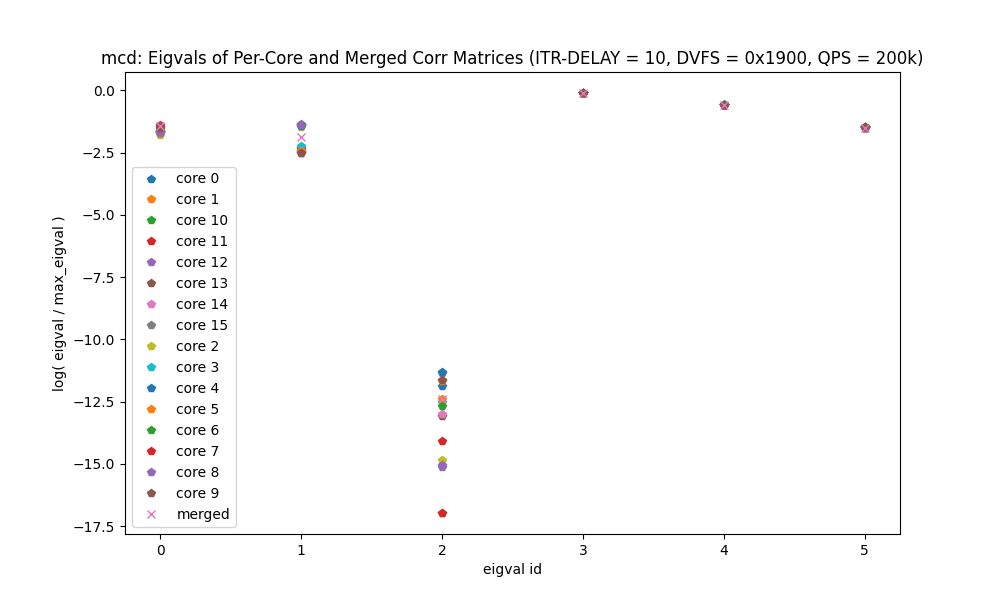 mcd: Eigvals of Per-Core and Merged Corr Matrices (ITR-DELAY = 10, DVFS = 0x1900, QPS = 200k)
0.0
−2.5
−5.0
−7.5
−10.0
−12.5
−15.0
−17.5
log( eigval / max_eigval )
core 0
core 1
core 10
core 11
core 12
core 13
core 14
core 15
core 2
core 3
core 4
core 5
core 6
core 7
core 8
core 9
merged
0 1 2 3 4 5
eigval id